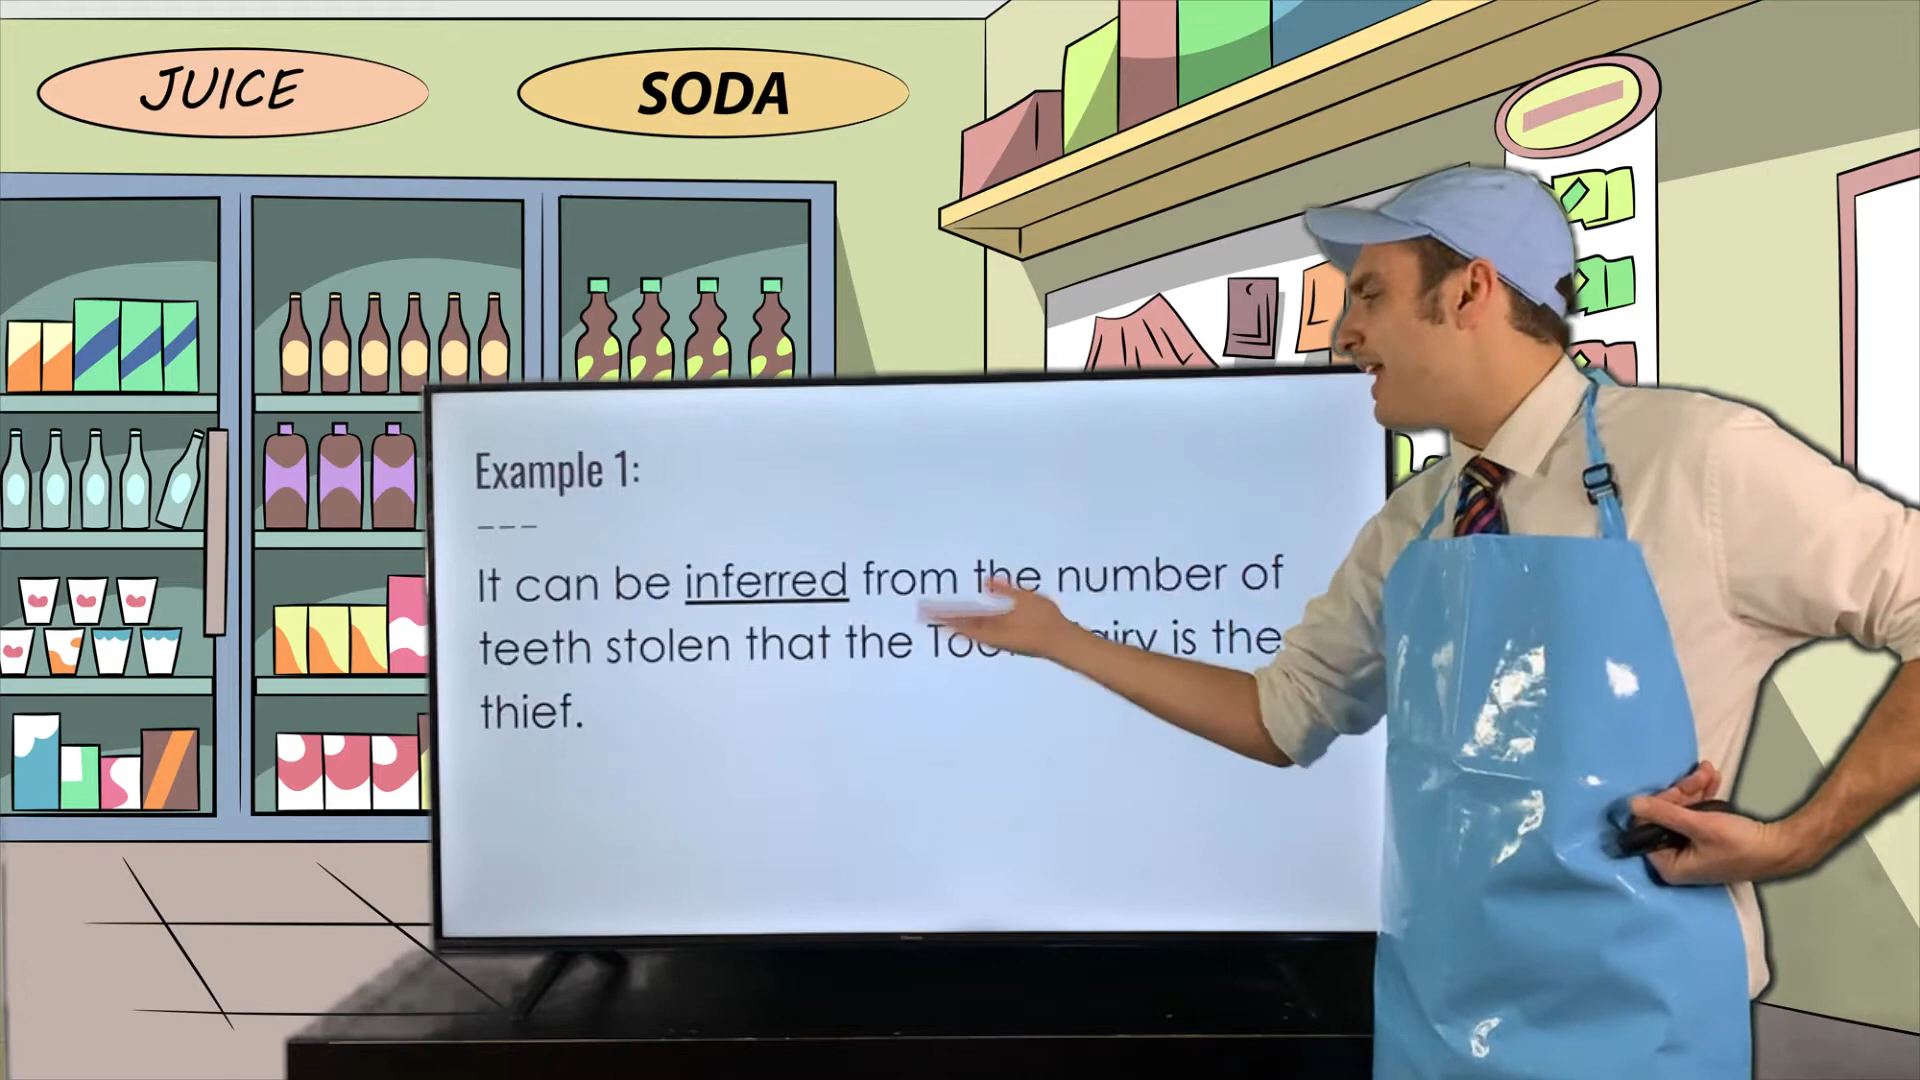 JUICE
SODA
Example 1:
---
It can be inferred from the number of
teeth stolen that the is the
thief.